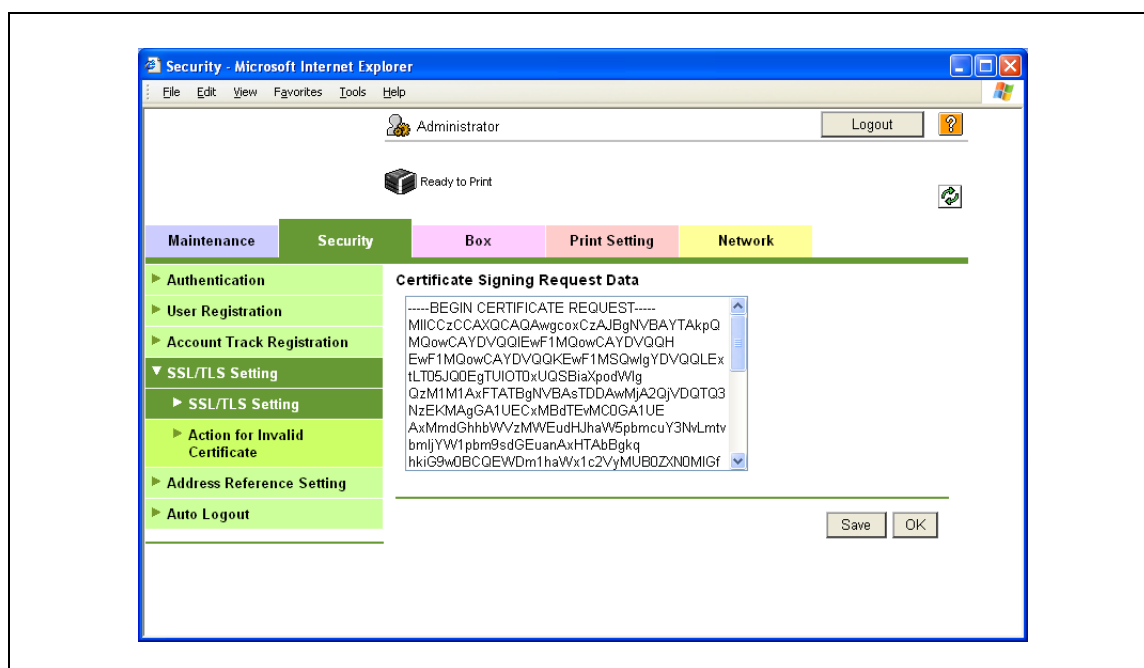 Security - Microsoft Internet Explorer
File Edit View Favorites Tools Help
Administrator
Logout
Ready to Print
Maintenance Security Box Print Setting Network
Authentication
User Registration
Account Track Registration
SSL/TLS Setting
SSL/TLS Setting
Action for Invalid
Certificate
Address Reference Setting
Auto Logout
Certificate Signing Request Data
-----BEGIN CERTIFICATE REQUEST-----
MIICCzCCAXQCAQAwgcoxCzAJBgNVBAYTAkpQ
MQowCAYDVQQIEwF1MQowCAYDVQQH
EwF1MQowCAYDVQQKEwF1MSQwIgYDVQQLEx
tLT05JQ0EgTUlOT0xUQSBiaXpodWIg
QzM1M1AxFTATBgNVBAsTDDAwMjA2QjVDQTQ3
NzEKMAgGA1UECxMBdTEvMC0GA1UE
AxMmdGhhbWVzMWEudHJhaW5pbmcuY3NvLmtv
bmljYW1pbm9sdGEuanAxHTAbBgkq
hkiG9w0BCQEWDm1haWx1c2VyMUB0ZXN0MIGf
Save OK